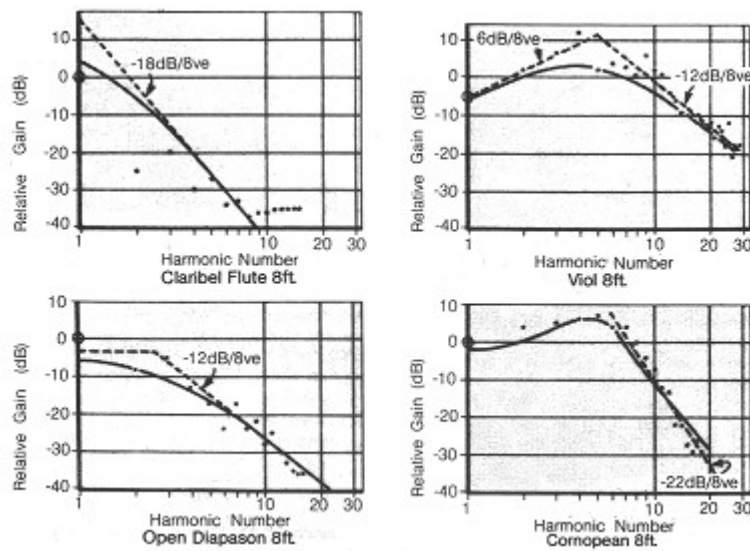 Relative Gain (dB)
10
0
-10
-20
-30
-40
-18dB/8ve
1
10
20
30
Harmonic Number
Claribel Flute 8ft.
Relative Gain (dB)
10
0
-10
-20
-30
-40
6dB/8ve
-12dB/8ve
1
10
20
30
Harmonic Number
Viol 8ft.
Relative Gain (dB)
10
0
-10
-20
-30
-40
-12dB/8ve
1
10
20
30
Harmonic Number
Open Diapason 8ft.
Relative Gain (dB)
10
0
-10
-20
-30
-40
-22dB/8ve
1
10
20
30
Harmonic Number
Cornopean 8ft.